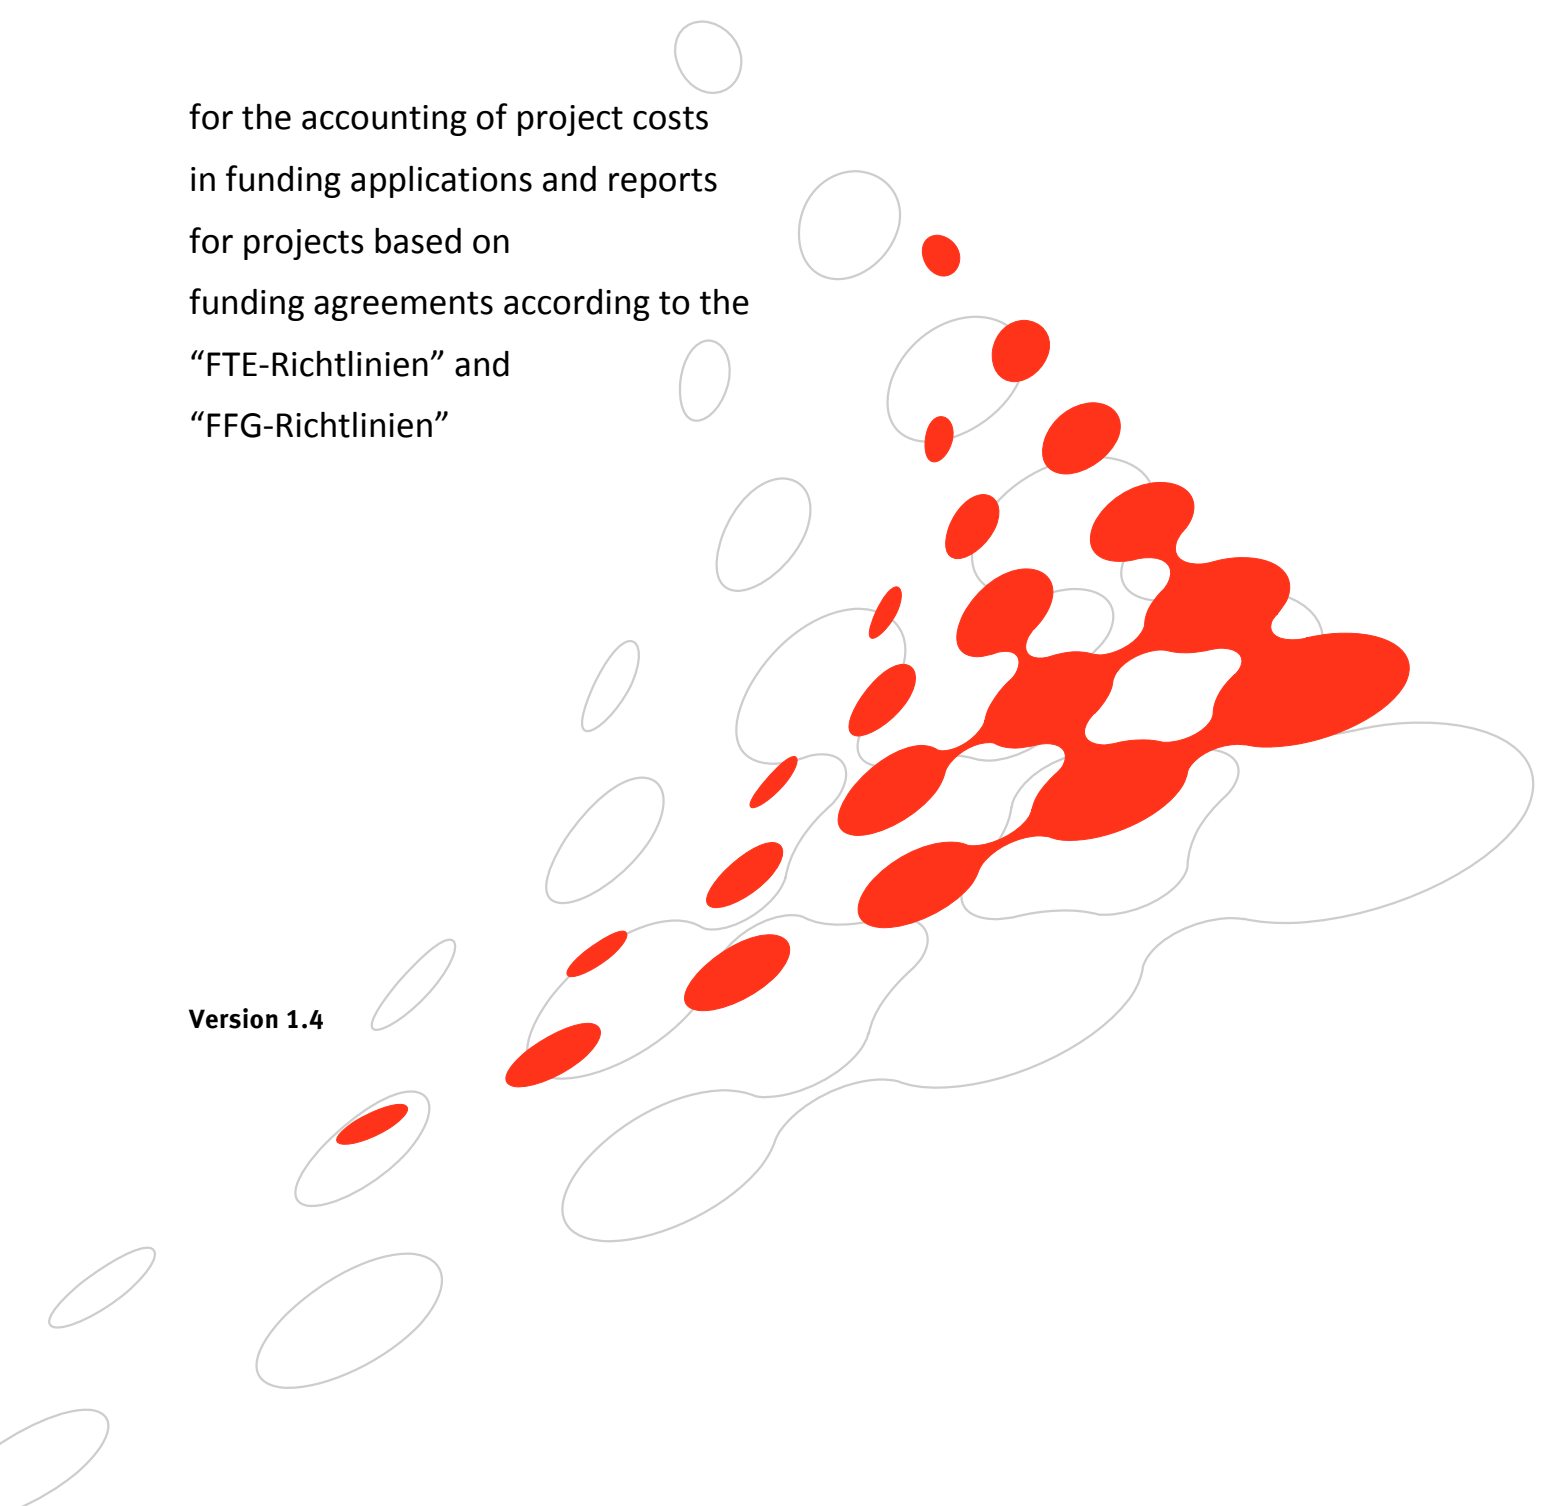 for the accounting of project costs
in funding applications and reports
for projects based on
funding agreements according to the
“FTE-Richtlinien” and
“FFG-Richtlinien”
Version 1.4